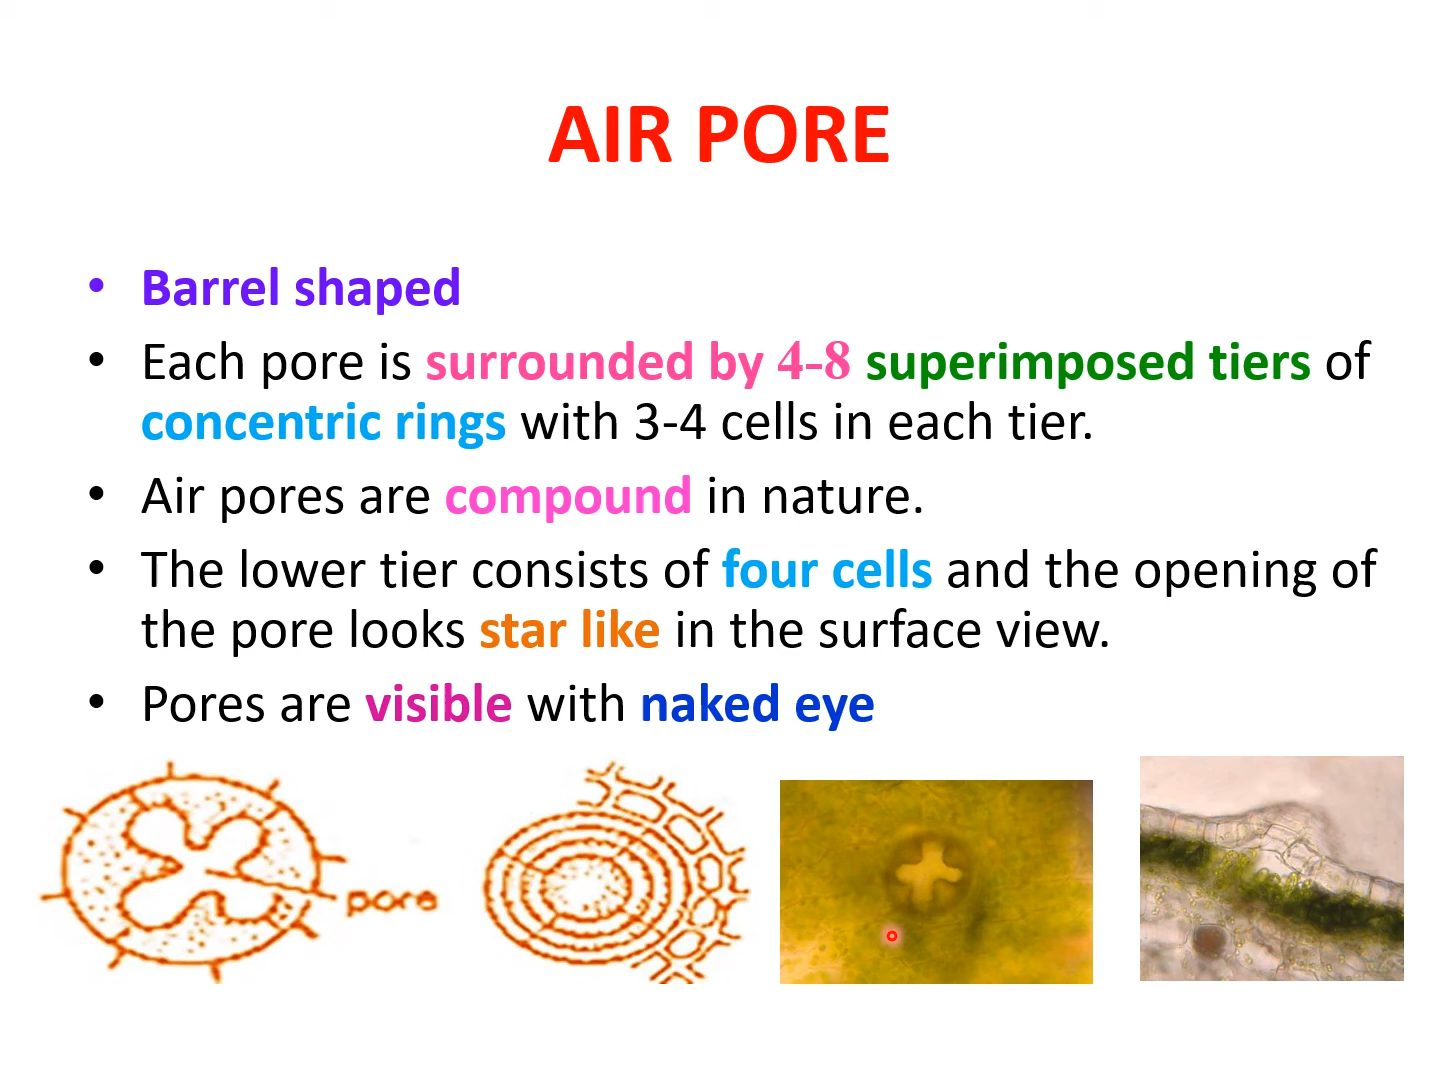 AIR PORE
• Barrel shaped
• Each pore is surrounded by 4-8 superimposed tiers of
concentric rings with 3-4 cells in each tier.
• Air pores are compound in nature.
• The lower tier consists of four cells and the opening of
the pore looks star like in the surface view.
• Pores are visible with naked eye
pore